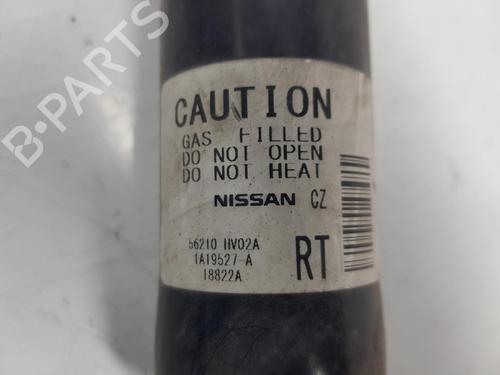 CAUTION
GAS FILLED
DO NOT OPEN
DO NOT HEAT
NISSAN CZ
56210 HV02A
1A19527-A
18822A
RT
B-PARTS